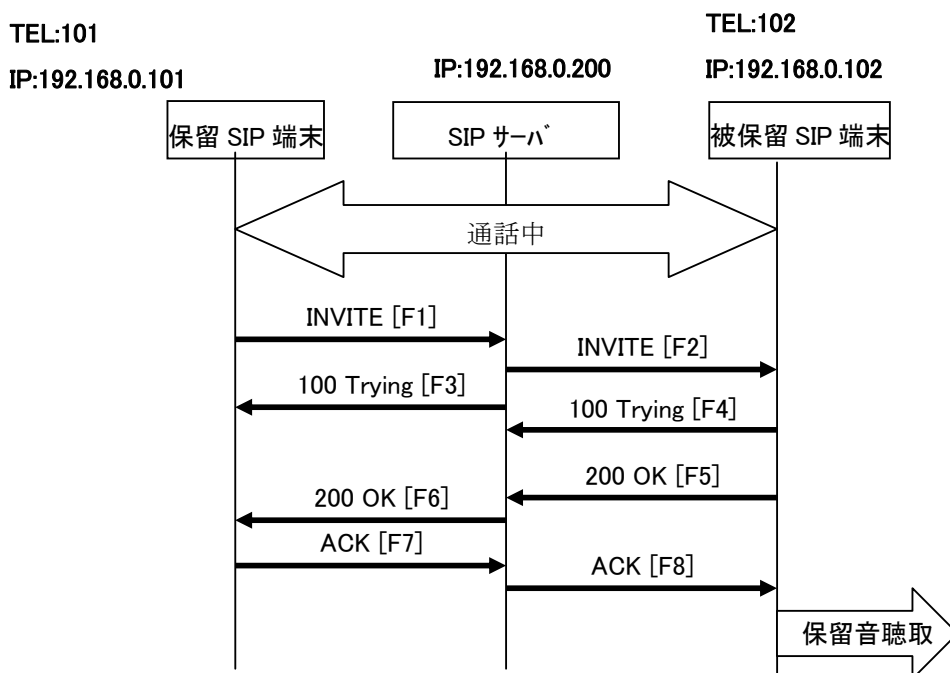 TEL:101
IP:192.168.0.101
IP:192.168.0.200
TEL:102
IP:192.168.0.102
保留 SIP 端末
SIP ｻｰﾊﾞ
被保留 SIP 端末
通話中
INVITE [F1]
INVITE [F2]
100 Trying [F3]
100 Trying [F4]
200 OK [F5]
200 OK [F6]
ACK [F7]
ACK [F8]
保留音聴取